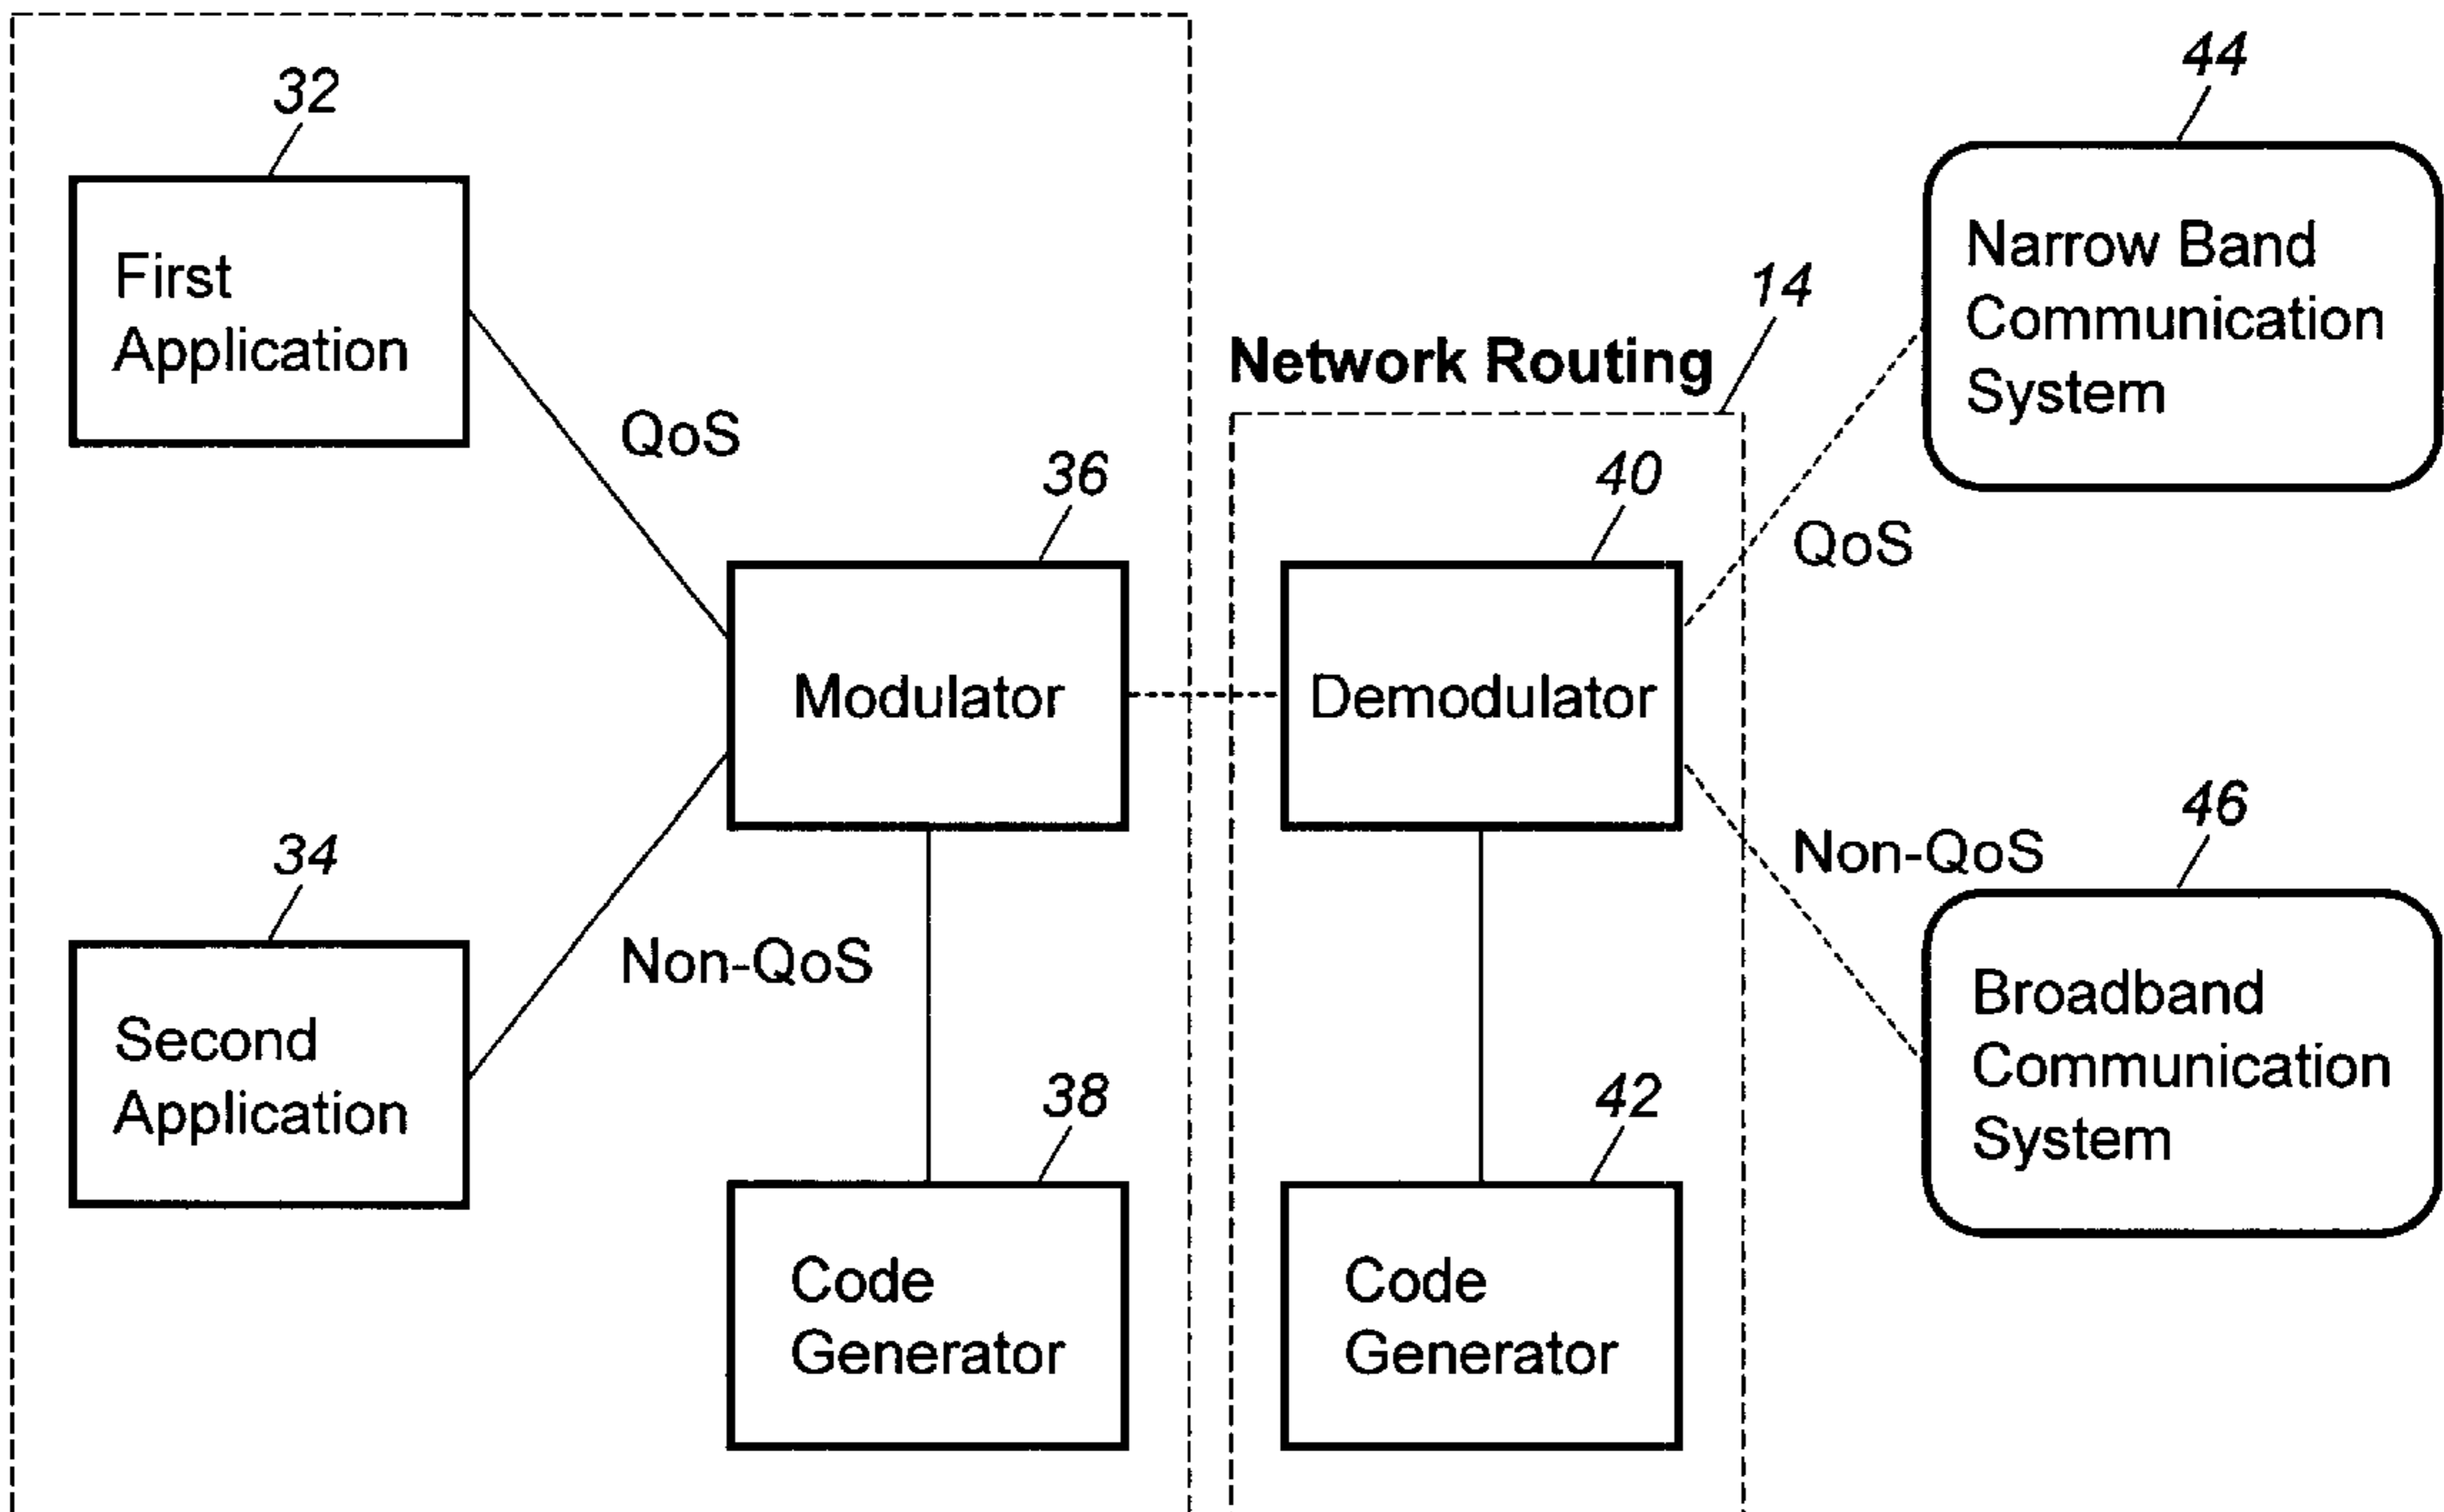 32
First
Application
QoS
34
Second
Application
Non-QoS
36
Modulator
38
Code
Generator
Network Routing
14
40
Demodulator
42
Code
Generator
44
Narrow Band
Communication
System
QoS
Non-QoS
46
Broadband
Communication
System